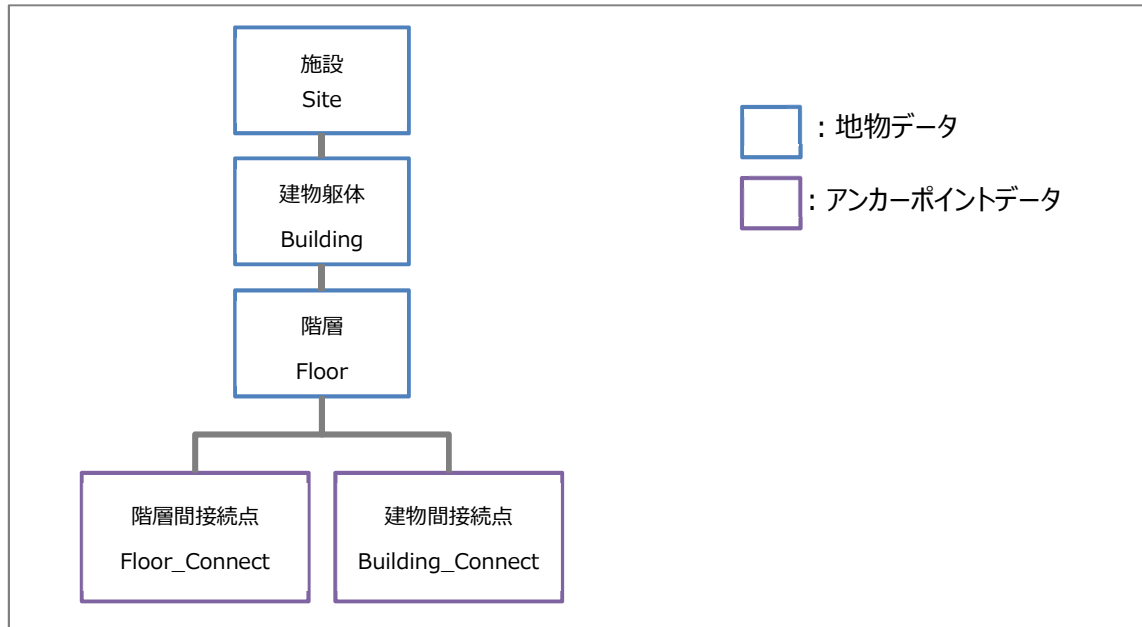 施設
Site
建物躯体
Building
階層
Floor
階層間接続点
Floor_Connect
建物間接続点
Building_Connect
：地物データ
：アンカーポイントデータ